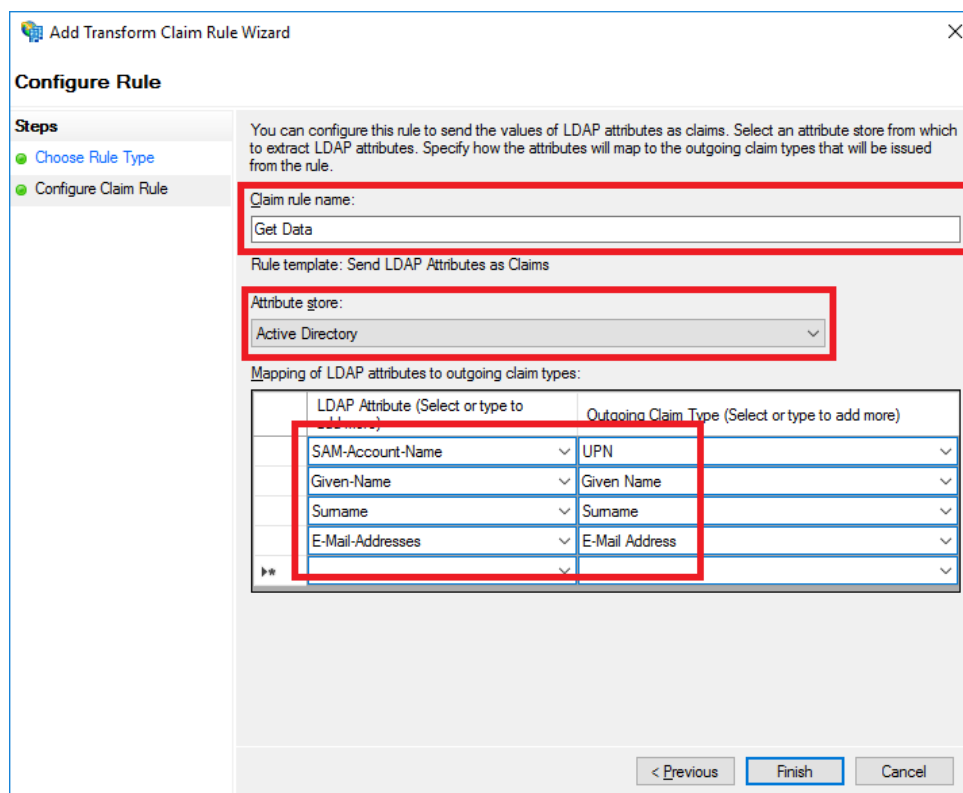 Add Transform Claim Rule Wizard
Configure Rule
Steps
Choose Rule Type
Configure Claim Rule
You can configure this rule to send the values of LDAP attributes as claims. Select an attribute store from which
to extract LDAP attributes. Specify how the attributes will map to the outgoing claim types that will be issued
from the rule.
Claim rule name:
Get Data
Rule template: Send LDAP Attributes as Claims
Attribute store:
Active Directory
Mapping of LDAP attributes to outgoing claim types:
LDAP Attribute (Select or type to
add more)
Outgoing Claim Type (Select or type to add more)
SAM-Account-Name UPN
Given-Name Given Name
Surname Surname
E-Mail-Addresses E-Mail Address
< Previous Finish Cancel